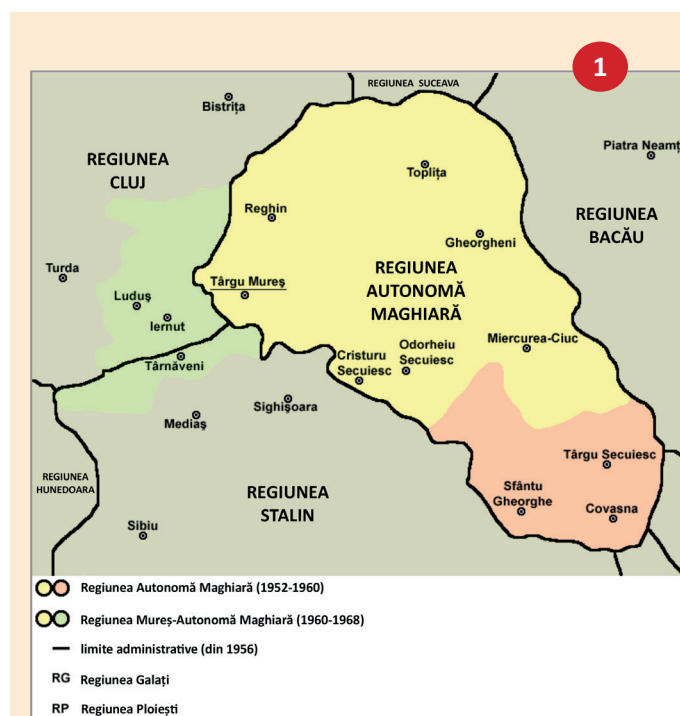 1
REGIUNEA SUCEAVA
Bistrița
Piatra Neamț
REGIUNEA
CLUJ
Toplița
REGIUNEA
BACĂU
Reghin
Gheorgheni
Turda
REGIUNEA
AUTONOMĂ
MAGHIARĂ
Târgu Mureș
Luduș
Iernut
Miercurea-Ciuc
Odorheiu
Secuiesc
Cristuru
Secuiesc
Târnăveni
Sighișoara
Mediaș
Târgu Secuiesc
REGIUNEA
HUNEDOARA
REGIUNEA
STALIN
Sfântu
Gheorghe
Covasna
Sibiu
Regiunea Autonomă Maghiară (1952-1960)
Regiunea Mureș-Autonomă Maghiară (1960-1968)
limite administrative (din 1956)
RG Regiunea Galați
RP Regiunea Ploiești